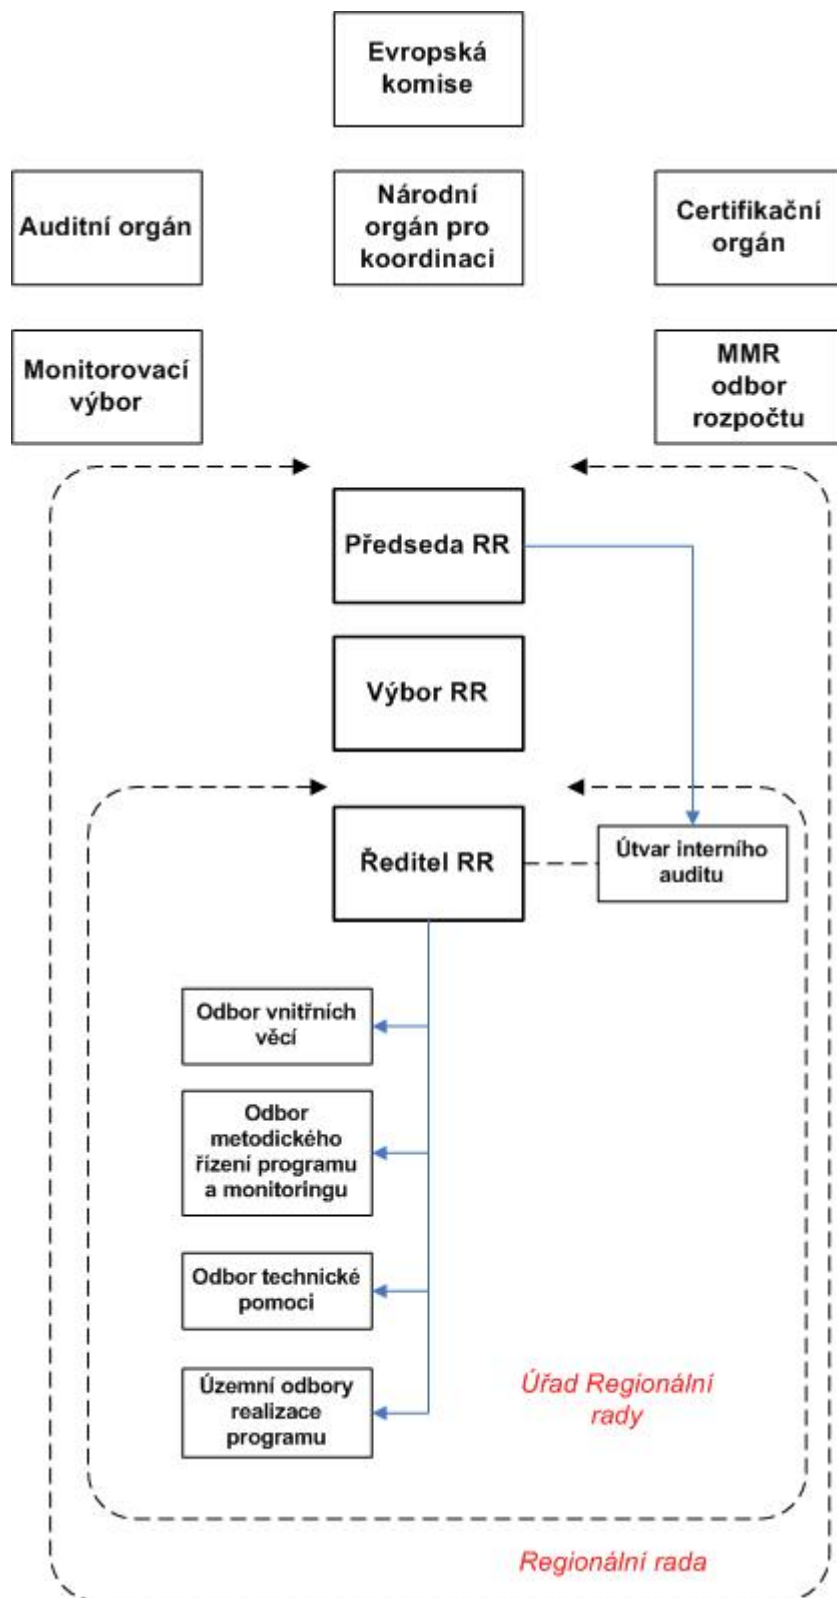 Evropská
komise
Auditní orgán
Národní
orgán pro
koordinaci
Certifikační
orgán
Monitorovací
výbor
MMR
odbor
rozpočtu
Předseda RR
Výbor RR
Ředitel RR
Útvar interního
auditu
Odbor vnitřních
věcí
Odbor
metodického
řízení programu
a monitoringu
Odbor technické
pomoci
Územní odbory
realizace
programu
Úřad Regionální
rady
Regionální rada